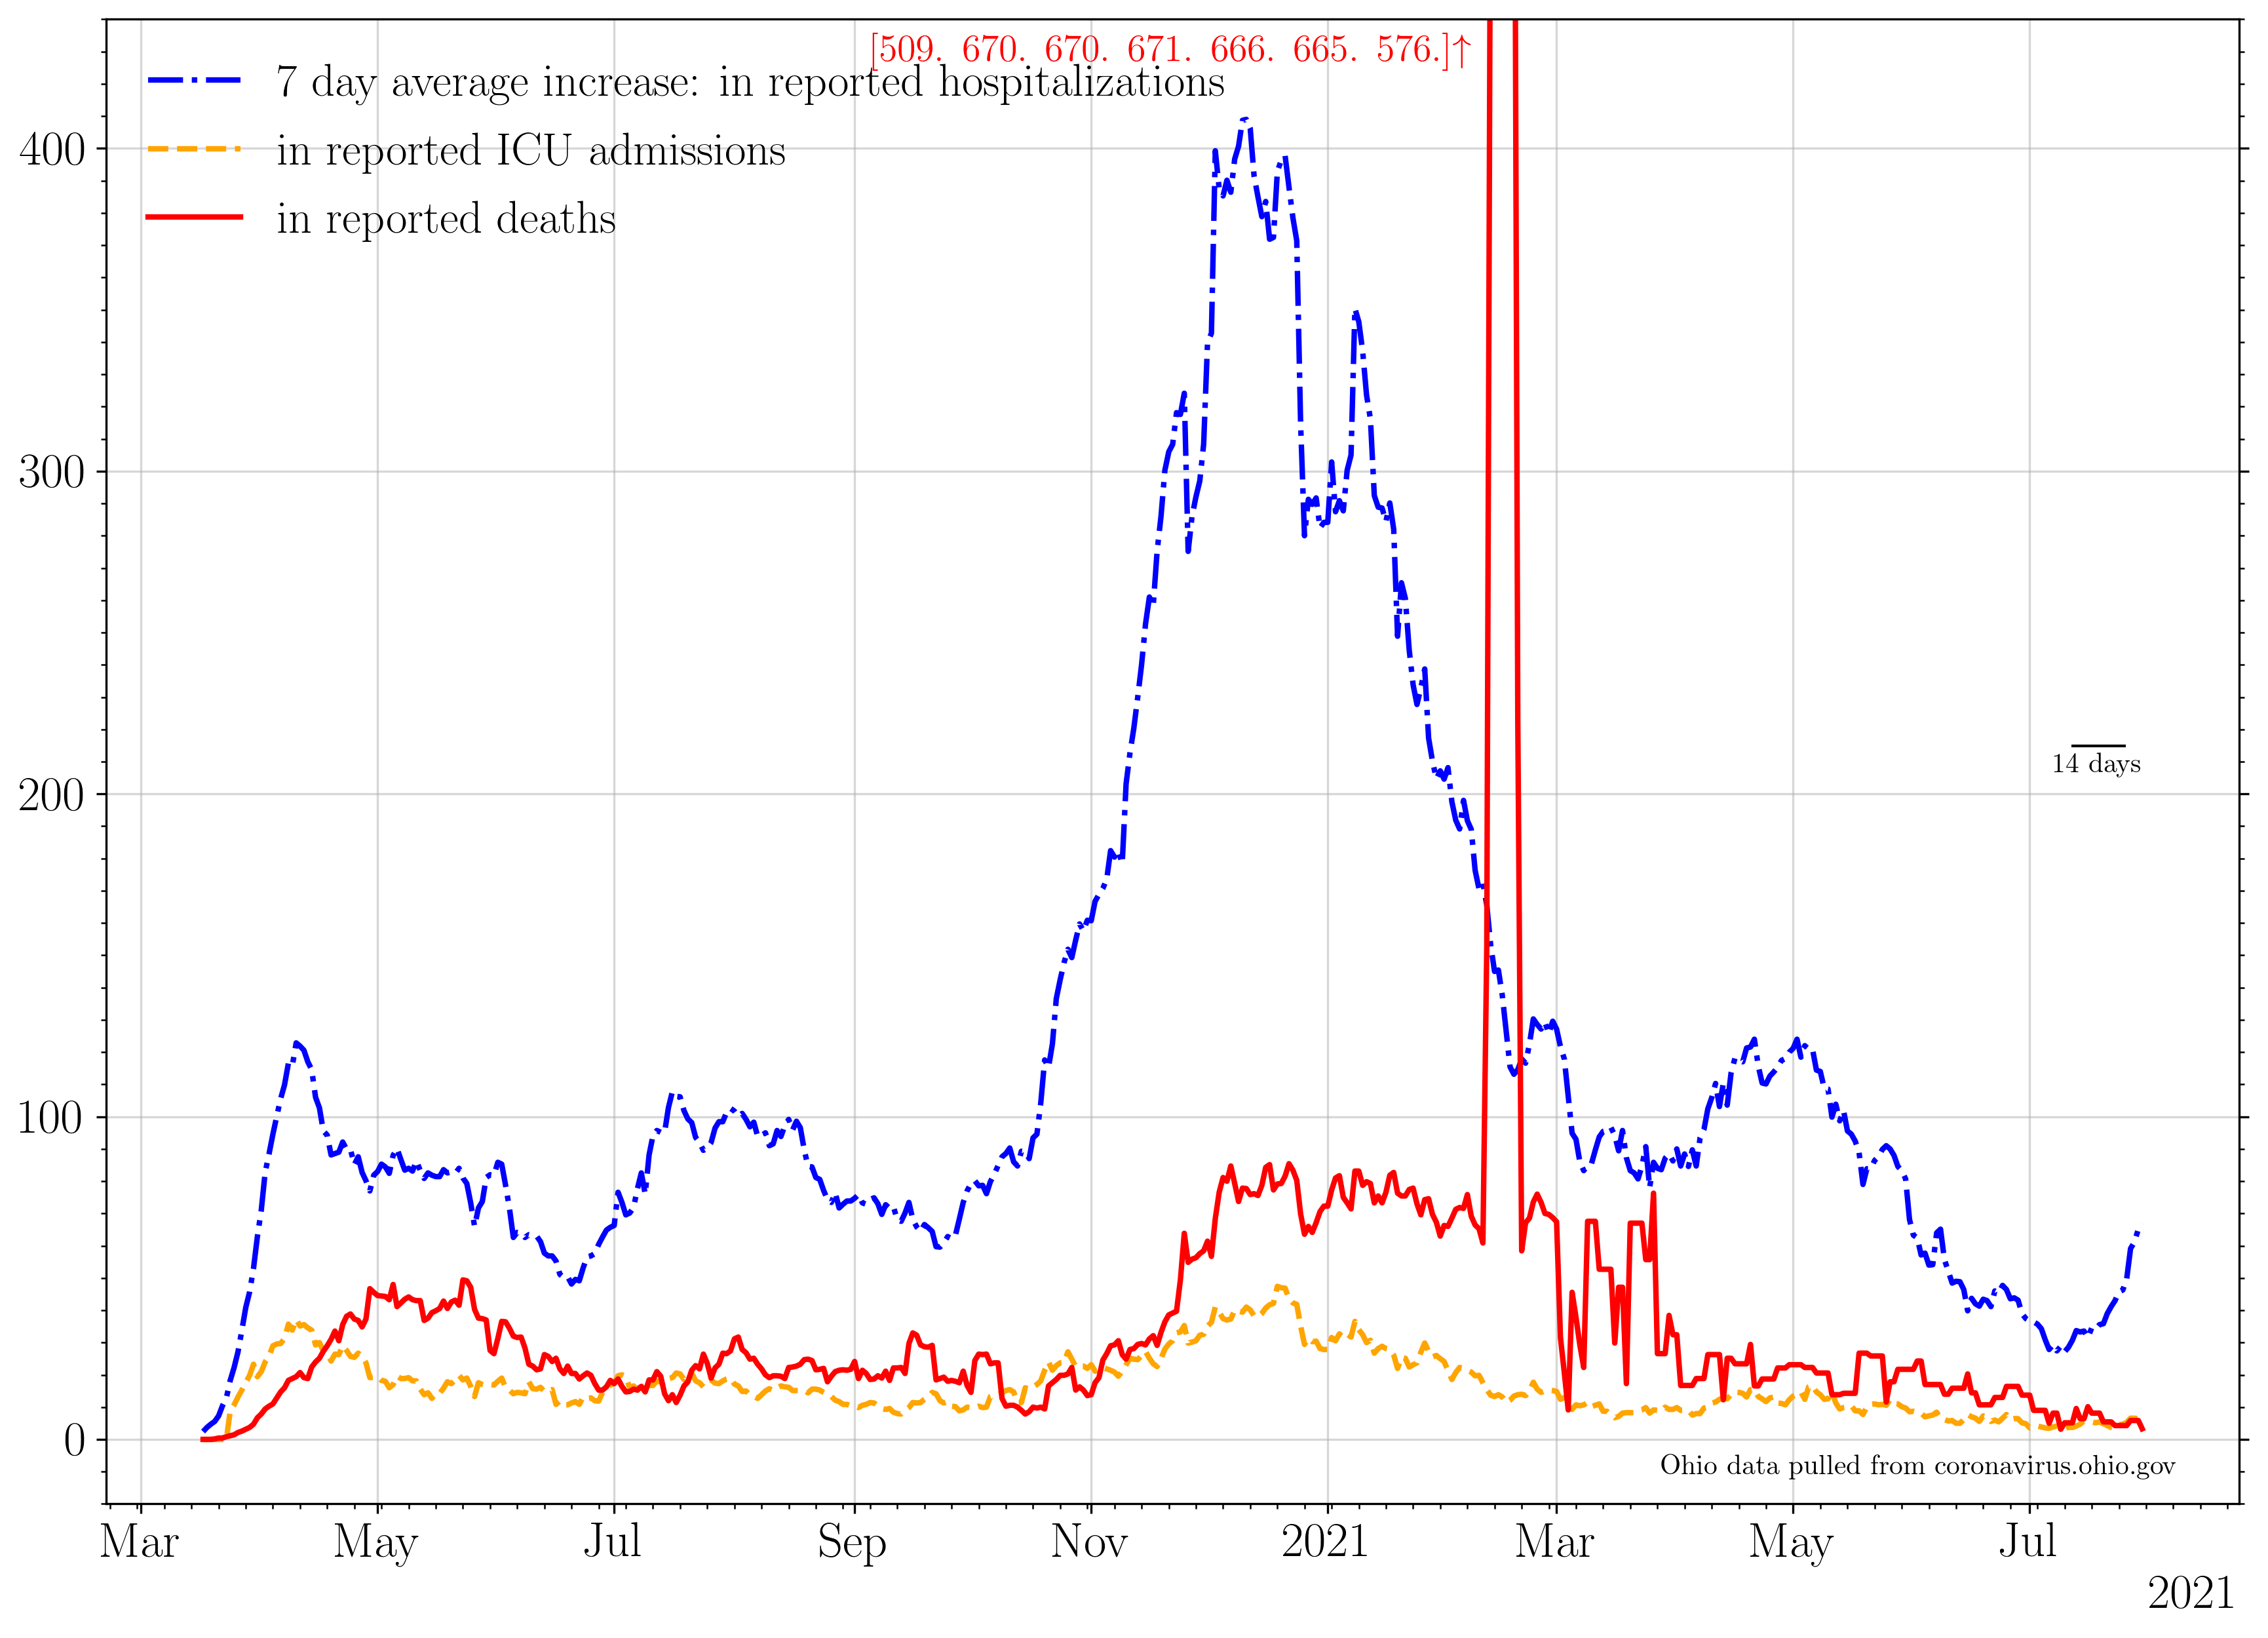 [509. 670. 670. 671. 666. 665. 576.]↑
7 day average increase: in reported hospitalizations
in reported ICU admissions
in reported deaths
400
300
200
100
0
14 days
Ohio data pulled from coronavirus.ohio.gov
Mar May Jul Sep Nov 2021 Mar May Jul
2021